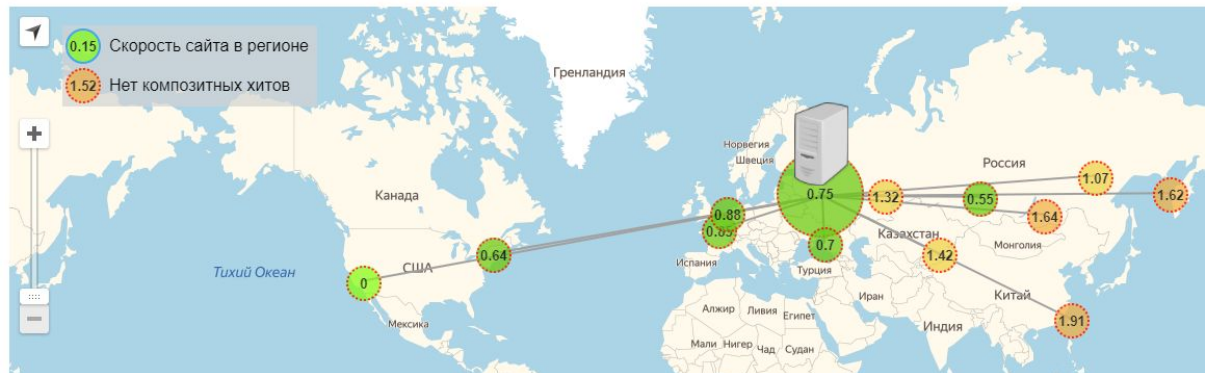 0.15 Скорость сайта в регионе
1.52 Нет композитных хитов
Гренландия
Норвегия
Швеция
Россия
Канада
0.75
1.32
0.55
1.07
1.62
0.88
0.85
1.64
0.64
0.7
Казахстан
Монголия
1.42
Тихий Океан
США
0
Испания
Турция
Мексика
Алжир
Ливия
Египет
Иран
Китай
Индия
1.91
Мали
Нигер
Чад
Судан